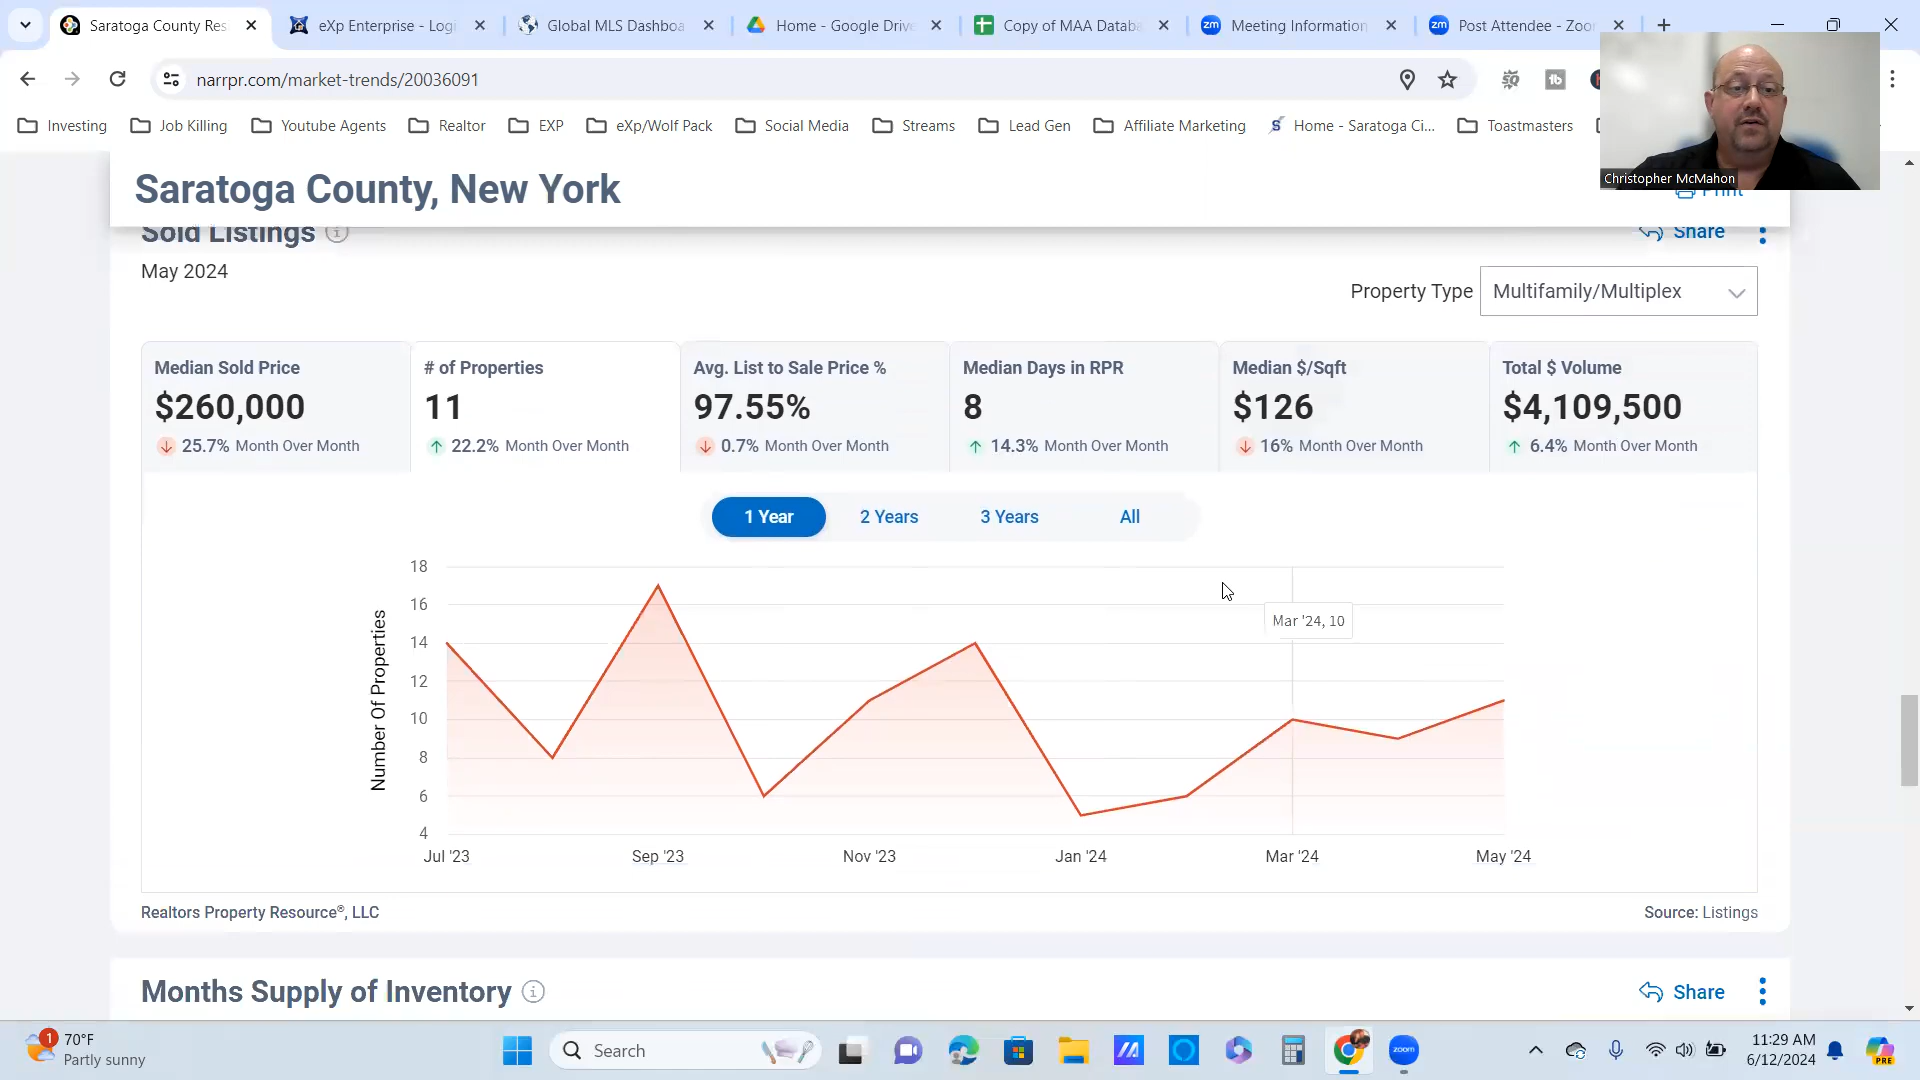 Saratoga County Res
eXp Enterprise - Logi
Global MLS Dashboa
Home - Google Drive
Copy of MAA Databa
Meeting Information
Post Attendee - Zoo
narrpr.com/market-trends/20036091
Investing
Job Killing
Youtube Agents
Realtor
EXP
eXp/Wolf Pack
Social Media
Streams
Lead Gen
Affiliate Marketing
Home - Saratoga Ci...
Toastmasters
Christopher McMahon
Saratoga County, New York
Print
Sold Listings
Share
May 2024
Property Type
Multifamily/Multiplex
Median Sold Price
$260,000
25.7% Month Over Month
# of Properties
11
22.2% Month Over Month
Avg. List to Sale Price %
97.55%
0.7% Month Over Month
Median Days in RPR
8
14.3% Month Over Month
Median $/Sqft
$126
16% Month Over Month
Total $ Volume
$4,109,500
6.4% Month Over Month
1 Year
2 Years
3 Years
All
Number Of Properties
18
16
14
12
10
8
6
4
Mar '24, 10
Jul '23
Sep '23
Nov '23
Jan '24
Mar '24
May '24
Realtors Property Resource®, LLC
Source: Listings
Months Supply of Inventory
Share
1
70°F
Partly sunny
Search
zoom
11:29 AM
6/12/2024
PRE